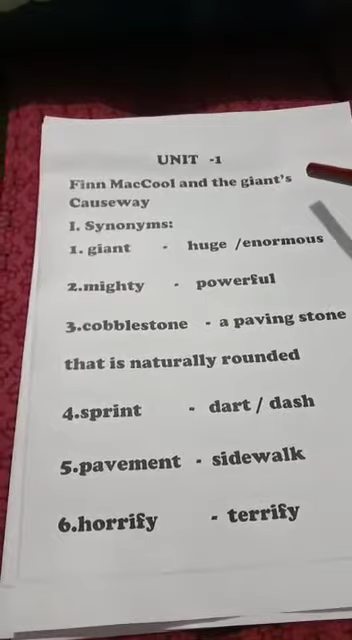 UNIT -1
Finn MacCool and the giant's
Causeway
I. Synonyms:
1. giant - huge /enormous
2.mighty - powerful
3.cobblestone - a paving stone
that is naturally rounded
4.sprint - dart / dash
5.pavement - sidewalk
6.horrify - terrify